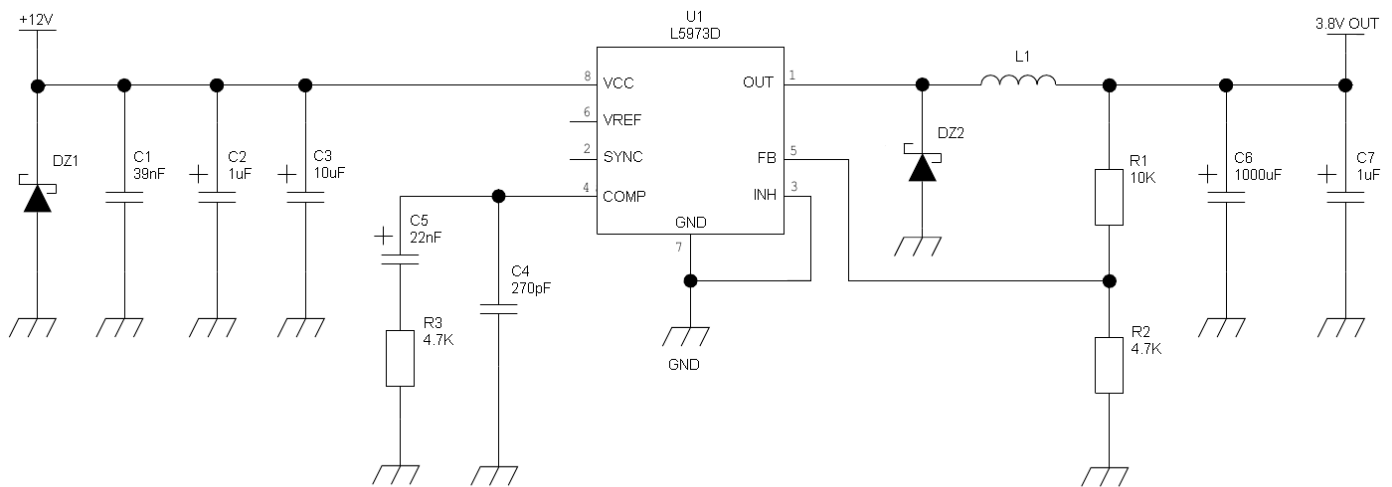 +12V
U1
L5973D
3.8V OUT
L1
8
VCC
OUT
1
6
VREF
DZ1
C1
39nF
+
C2
1uF
+
C3
10uF
2
SYNC
FB
5
DZ2
R1
10K
+
C6
1000uF
+
C7
1uF
4
COMP
INH
3
GND
7
+
C5
22nF
C4
270pF
R3
4.7K
R2
4.7K
GND